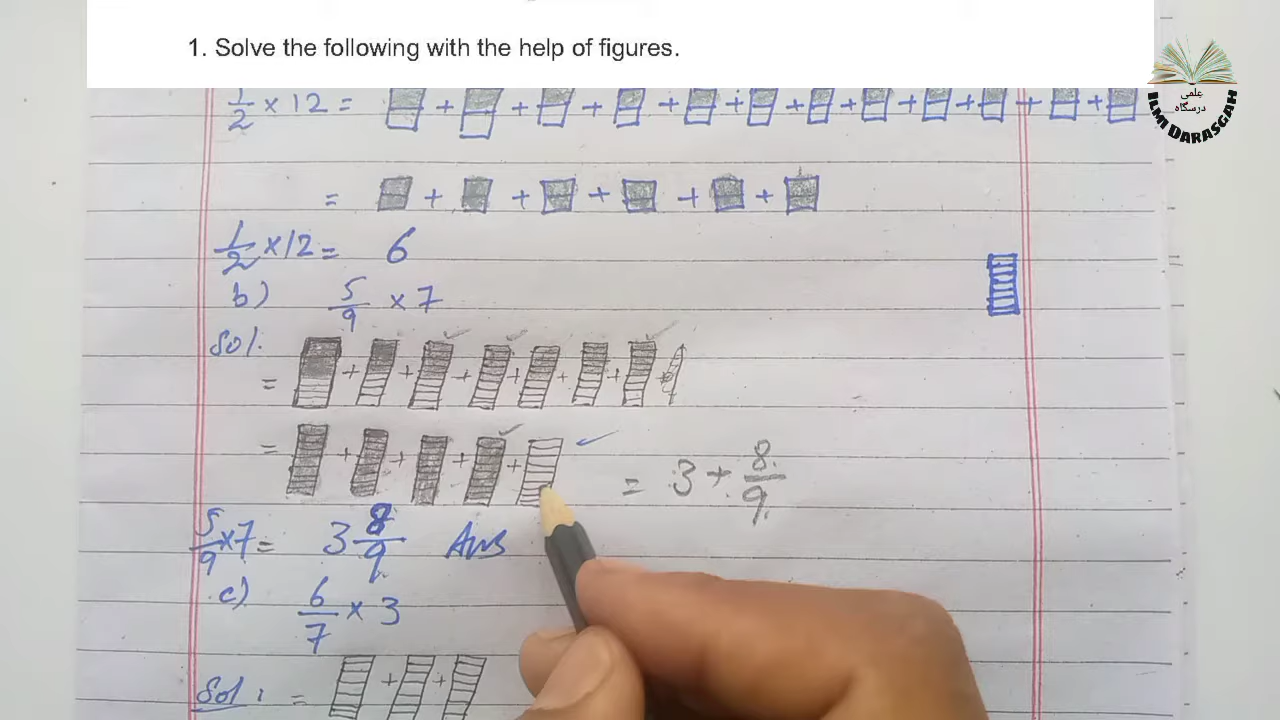 1. Solve the following with the help of figures.
علمی
درسگاہ
ILMI DARASGAH
1/2 × 12 = + + + + + + + + + + +
= + + + + +
1/2 × 12 = 6
b) 5/9 × 7
Sol:
= + + + + + +
= + + + + = 3 + 8/9
5/9 × 7 = 3 8/9 Ans
c) 6/7 × 3
Sol: = + +